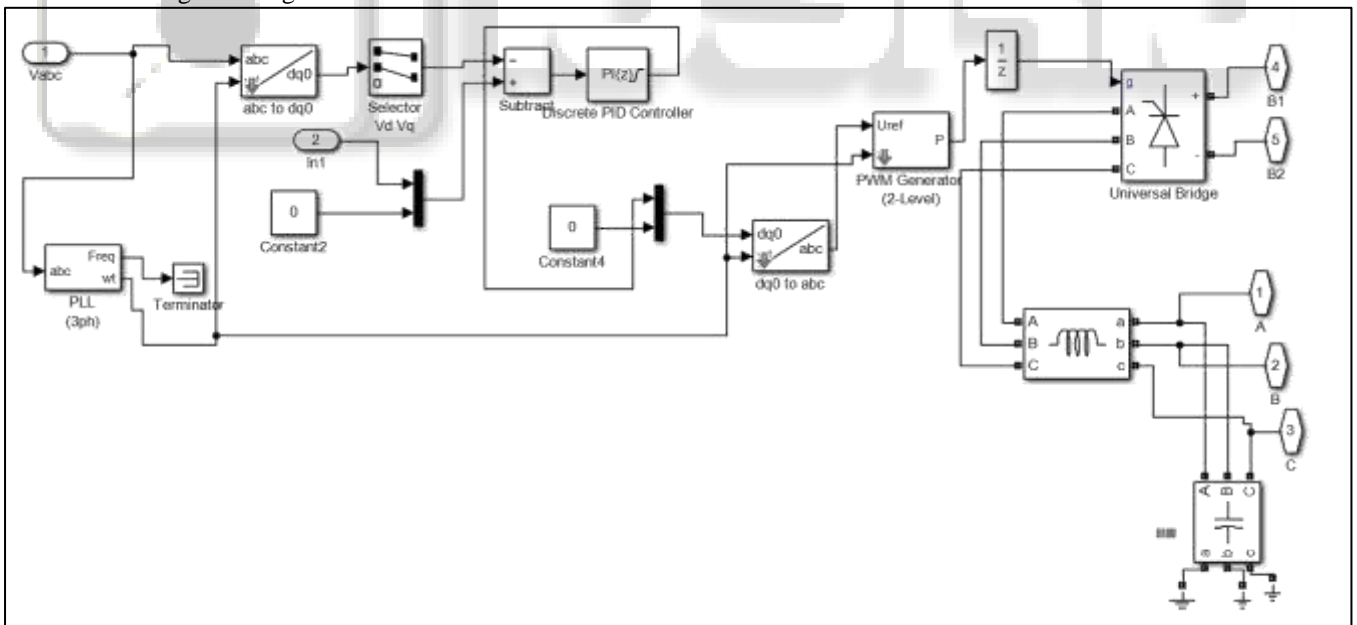 1
Vabc
abc
dq0
wt
abc to dq0
0
Selector
Vd Vq
−
+
Subtract
PI(z)
Discrete PID Controller
2
In1
0
Constant2
abc
Freq
wt
PLL
(3ph)
Terminator
0
Constant4
dq0
wt
abc
dq0 to abc
Uref
P
PWM Generator
(2-Level)
1
z
g
A
B
C
+
-
Universal Bridge
4
B1
5
B2
A
B
C
a
b
c
1
A
2
B
3
C
A
B
C
a
b
c